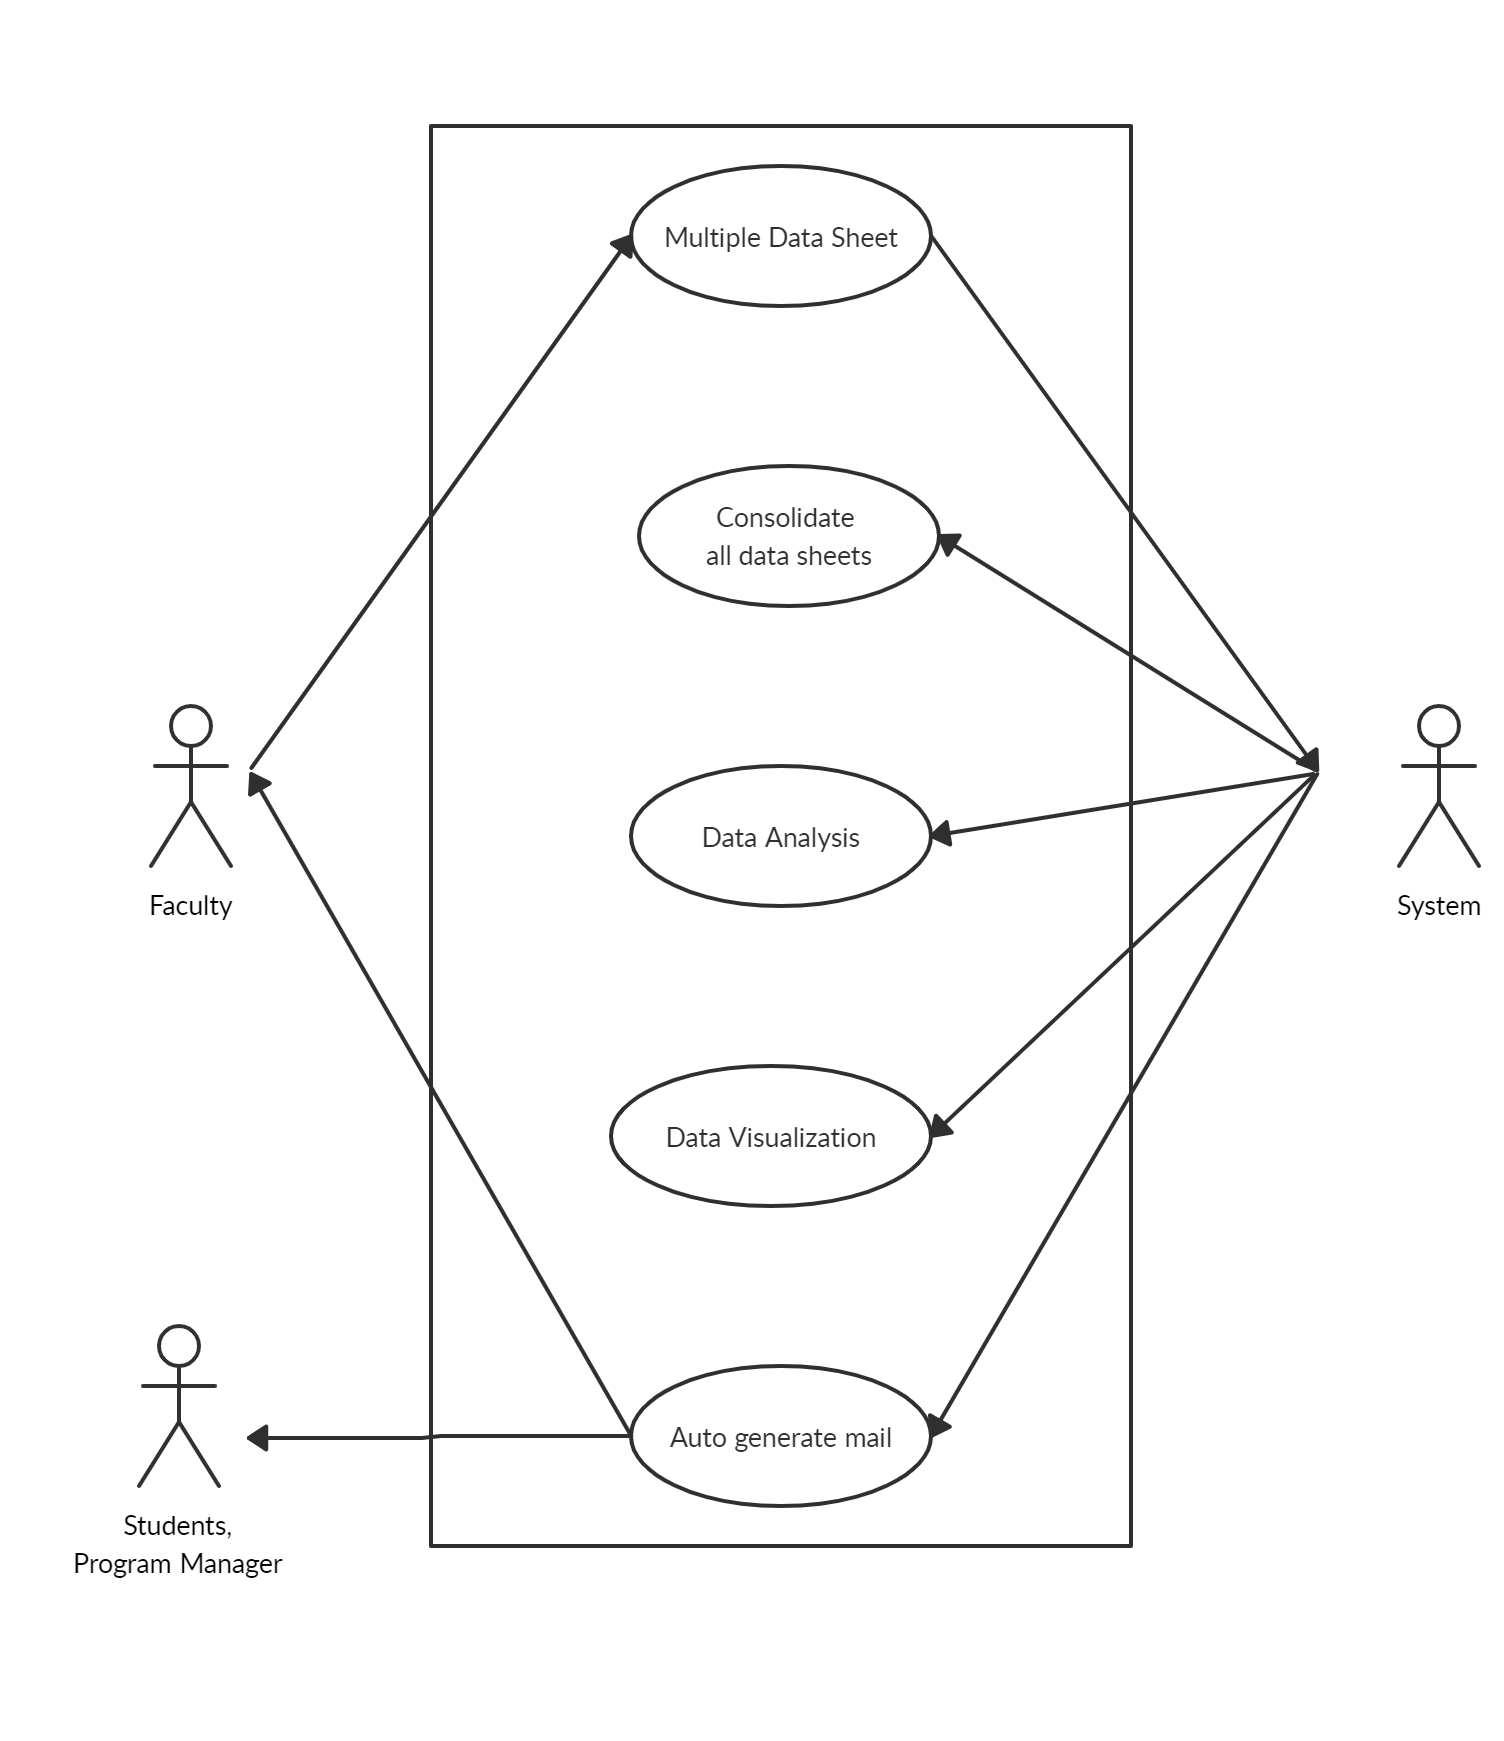 Multiple Data Sheet
Consolidate
all data sheets
Data Analysis
Faculty
System
Data Visualization
Auto generate mail
Students,
Program Manager